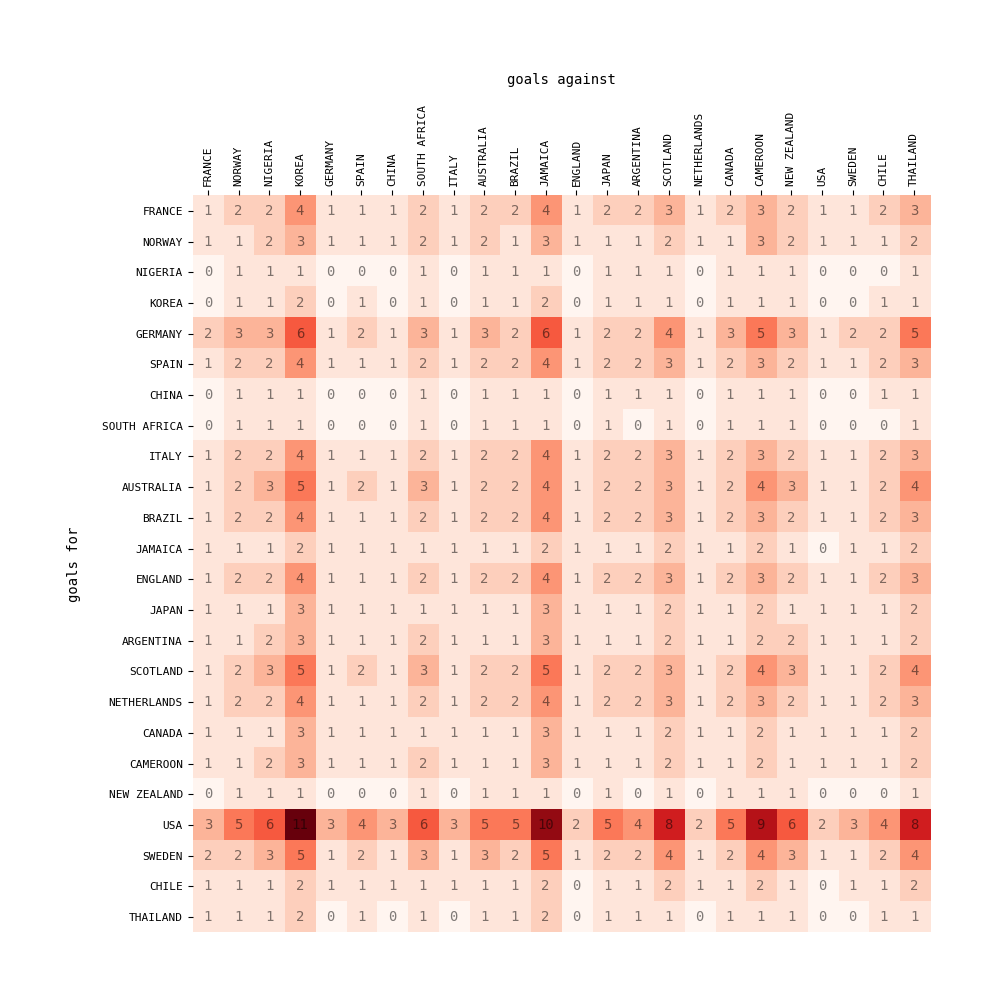 goals against
FRANCE NORWAY NIGERIA KOREA GERMANY SPAIN CHINA SOUTH AFRICA ITALY AUSTRALIA BRAZIL JAMAICA ENGLAND JAPAN ARGENTINA SCOTLAND NETHERLANDS CANADA CAMEROON NEW ZEALAND USA SWEDEN CHILE THAILAND
goals for
FRANCE 1 2 2 4 1 1 1 2 1 2 2 4 1 2 2 3 1 2 3 2 1 1 2 3
NORWAY 1 1 2 3 1 1 1 2 1 2 1 3 1 1 1 2 1 1 3 2 1 1 1 2
NIGERIA 0 1 1 1 0 0 0 1 0 1 1 1 0 1 1 1 0 1 1 1 0 0 0 1
KOREA 0 1 1 2 0 1 0 1 0 1 1 2 0 1 1 1 0 1 1 1 0 0 1 1
GERMANY 2 3 3 6 1 2 1 3 1 3 2 6 1 2 2 4 1 3 5 3 1 2 2 5
SPAIN 1 2 2 4 1 1 1 2 1 2 2 4 1 2 2 3 1 2 3 2 1 1 2 3
CHINA 0 1 1 1 0 0 0 1 0 1 1 1 0 1 1 1 0 1 1 1 0 0 1 1
SOUTH AFRICA 0 1 1 1 0 0 0 1 0 1 1 1 0 1 0 1 0 1 1 1 0 0 0 1
ITALY 1 2 2 4 1 1 1 2 1 2 2 4 1 2 2 3 1 2 3 2 1 1 2 3
AUSTRALIA 1 2 3 5 1 2 1 3 1 2 2 4 1 2 2 3 1 2 4 3 1 1 2 4
BRAZIL 1 2 2 4 1 1 1 2 1 2 2 4 1 2 2 3 1 2 3 2 1 1 2 3
JAMAICA 1 1 1 2 1 1 1 1 1 1 1 2 1 1 1 2 1 1 2 1 0 1 1 2
ENGLAND 1 2 2 4 1 1 1 2 1 2 2 4 1 2 2 3 1 2 3 2 1 1 2 3
JAPAN 1 1 1 3 1 1 1 1 1 1 1 3 1 1 1 2 1 1 2 1 1 1 1 2
ARGENTINA 1 1 2 3 1 1 1 2 1 1 1 3 1 1 1 2 1 1 2 2 1 1 1 2
SCOTLAND 1 2 3 5 1 2 1 3 1 2 2 5 1 2 2 3 1 2 4 3 1 1 2 4
NETHERLANDS 1 2 2 4 1 1 1 2 1 2 2 4 1 2 2 3 1 2 3 2 1 1 2 3
CANADA 1 1 1 3 1 1 1 1 1 1 1 3 1 1 1 2 1 1 2 1 1 1 1 2
CAMEROON 1 1 2 3 1 1 1 2 1 1 1 3 1 1 1 2 1 1 2 1 1 1 1 2
NEW ZEALAND 0 1 1 1 0 0 0 1 0 1 1 1 0 1 0 1 0 1 1 1 0 0 0 1
USA 3 5 6 11 3 4 3 6 3 5 5 10 2 5 4 8 2 5 9 6 2 3 4 8
SWEDEN 2 2 3 5 1 2 1 3 1 3 2 5 1 2 2 4 1 2 4 3 1 1 2 4
CHILE 1 1 1 2 1 1 1 1 1 1 1 2 0 1 1 2 1 1 2 1 0 1 1 2
THAILAND 1 1 1 2 0 1 0 1 0 1 1 2 0 1 1 1 0 1 1 1 0 0 1 1